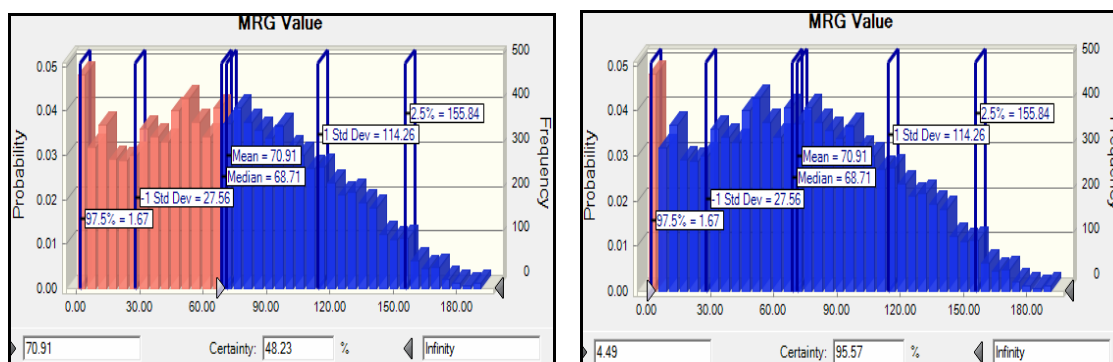 MRG Value
0.05
0.04
0.03
0.02
0.01
0.00
Probability
500
400
300
200
100
0
Frequency
2.5% = 155.84
1 Std Dev = 114.26
Mean = 70.91
Median = 68.71
-1 Std Dev = 27.56
97.5% = 1.67
0.00 30.00 60.00 90.00 120.00 150.00 180.00
70.91 Certainty: 48.23 % Infinity
MRG Value
0.05
0.04
0.03
0.02
0.01
0.00
Probability
500
400
300
200
100
0
Frequency
2.5% = 155.84
1 Std Dev = 114.26
Mean = 70.91
Median = 68.71
-1 Std Dev = 27.56
97.5% = 1.67
0.00 30.00 60.00 90.00 120.00 150.00 180.00
4.49 Certainty: 95.57 % Infinity